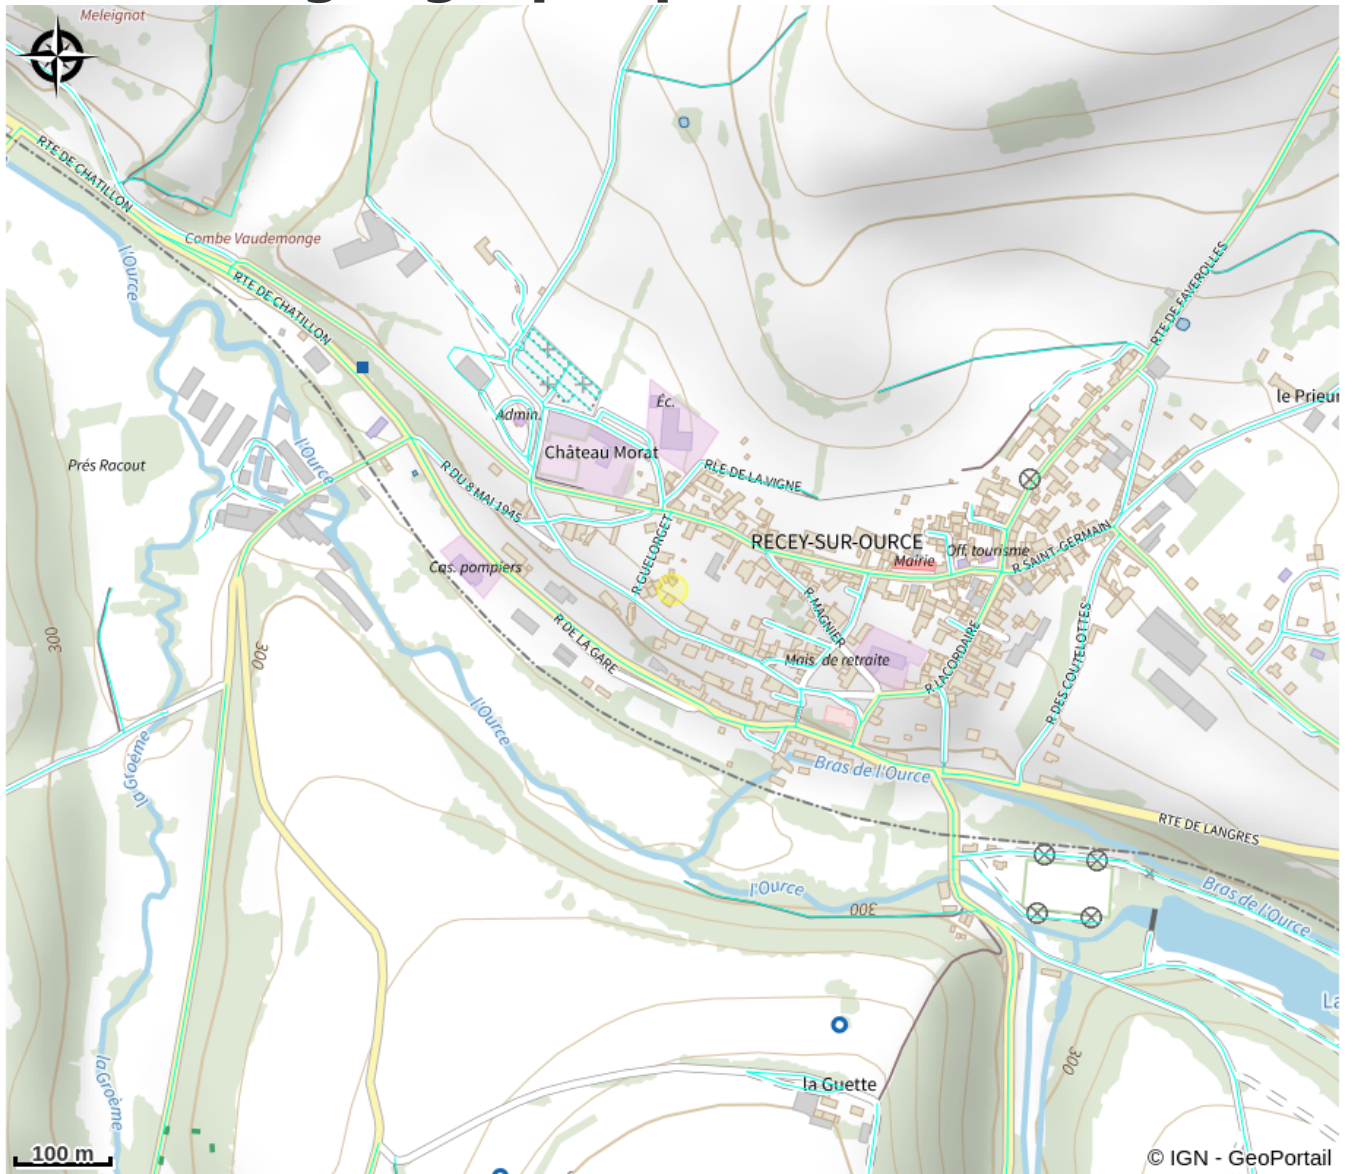 Meleignot
RTE DE CHATILLON
Combe Vaudemonge
l'Ource
RTE DE CHATILLON
RTE DE FAVEROLLES
le Prieur
Éc.
Admin.
Château Morat
Prés Racout
l'Ource
R DU 8 MAI 1945
RLE DE LA VIGNE
R GUELORGET
RECEY-SUR-OURCE
Mairie
Off. tourisme
R SAINT-GERMAIN
Cas. pompiers
R MAGNIER
R DE LA GARE
Mais. de retraite
R LACORDAIRE
R DES COUTELOTTES
300
300
l'Ource
la Groème
Bras de l'Ource
RTE DE LANGRES
l'Ource
300
Bras de l'Ource
La
300
la Groème
la Guette
100 m
© IGN - GeoPortail